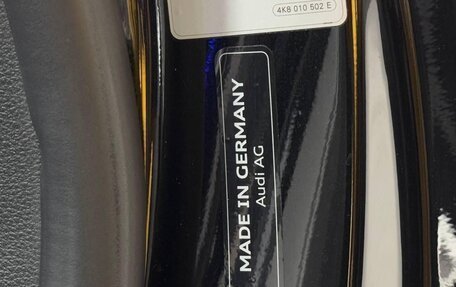 4K8 010 502 E
MADE IN GERMANY
Audi AG